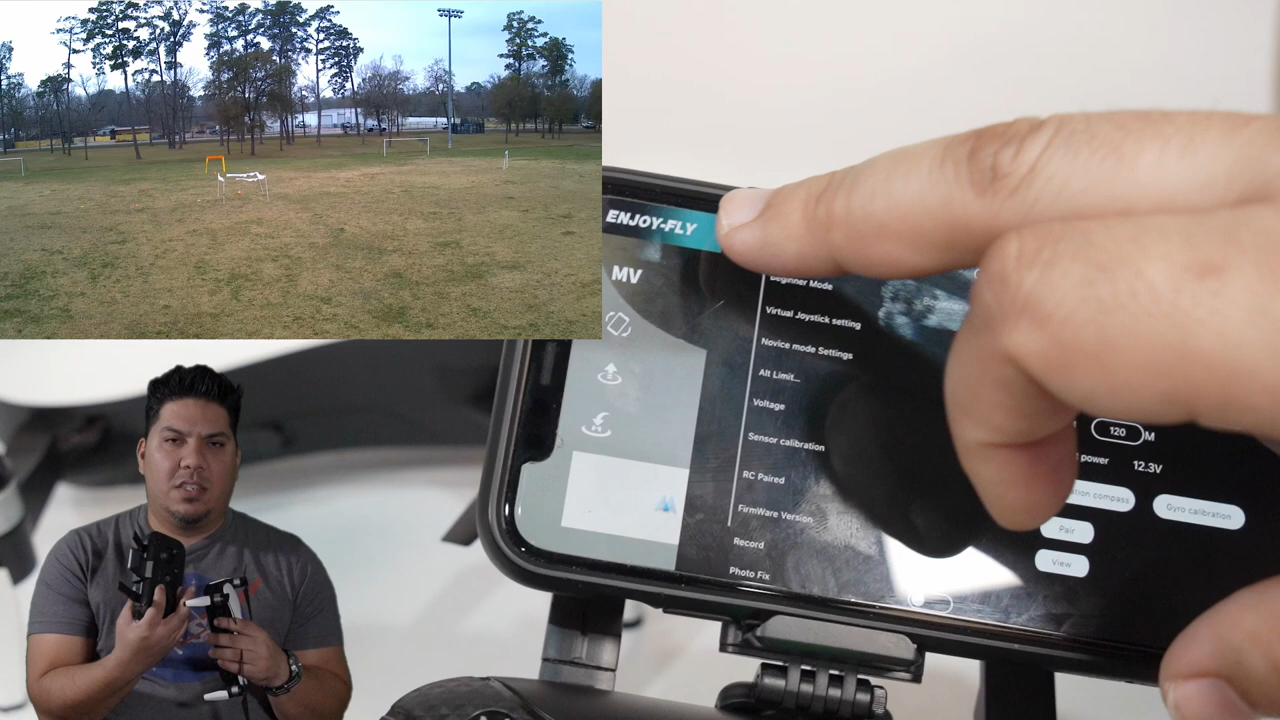 ENJOY-FLY
MV
Beginner Mode
Virtual Joystick setting
Novice mode Settings
Alt Limit...
120 M
Voltage
power 12.3V
Sensor calibration
compass
Gyro calibration
RC Paired
Pair
FirmWare Version
View
Record
Photo Fix